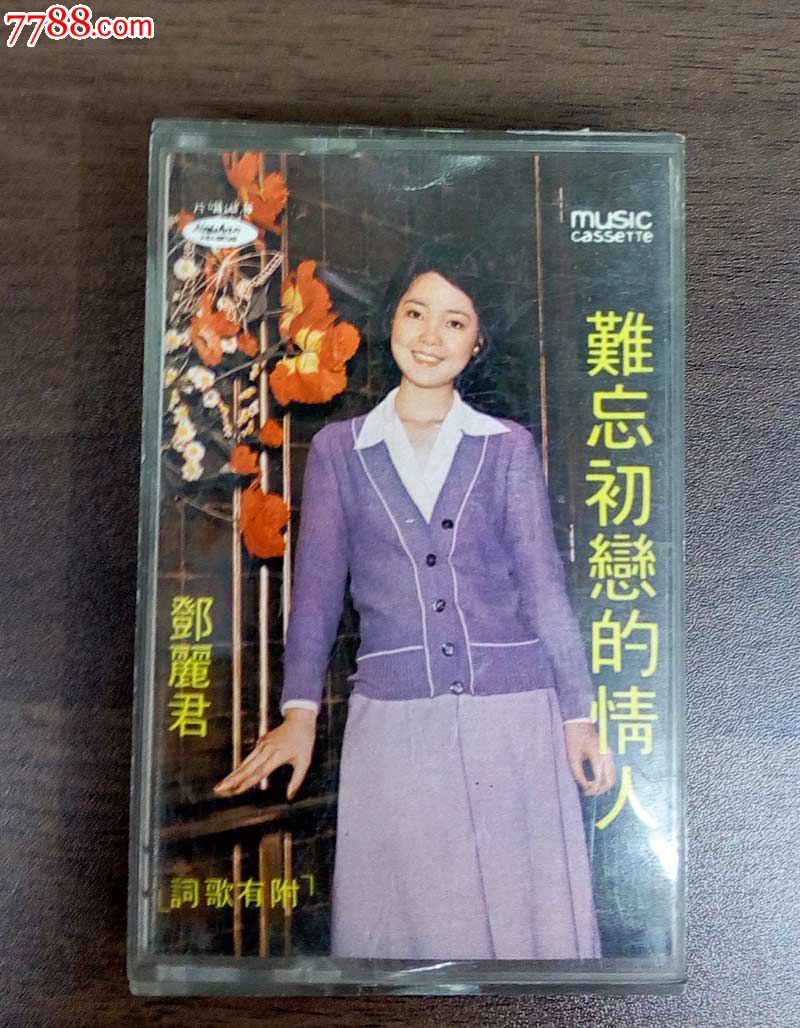 7788.com
music
cassette
難忘初戀的情人
鄧麗君
「附有歌詞」